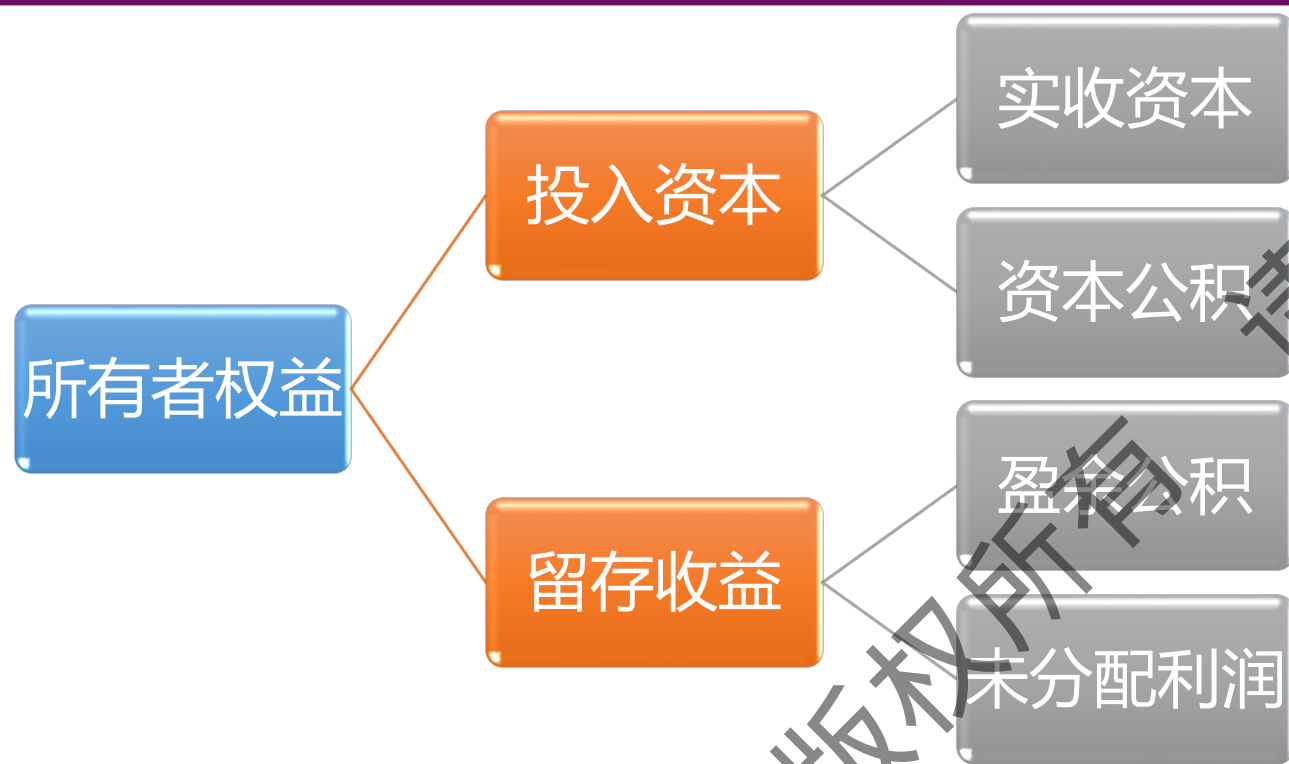 所有者权益
投入资本
实收资本
资本公积
留存收益
盈余公积
未分配利润
版权所有
请